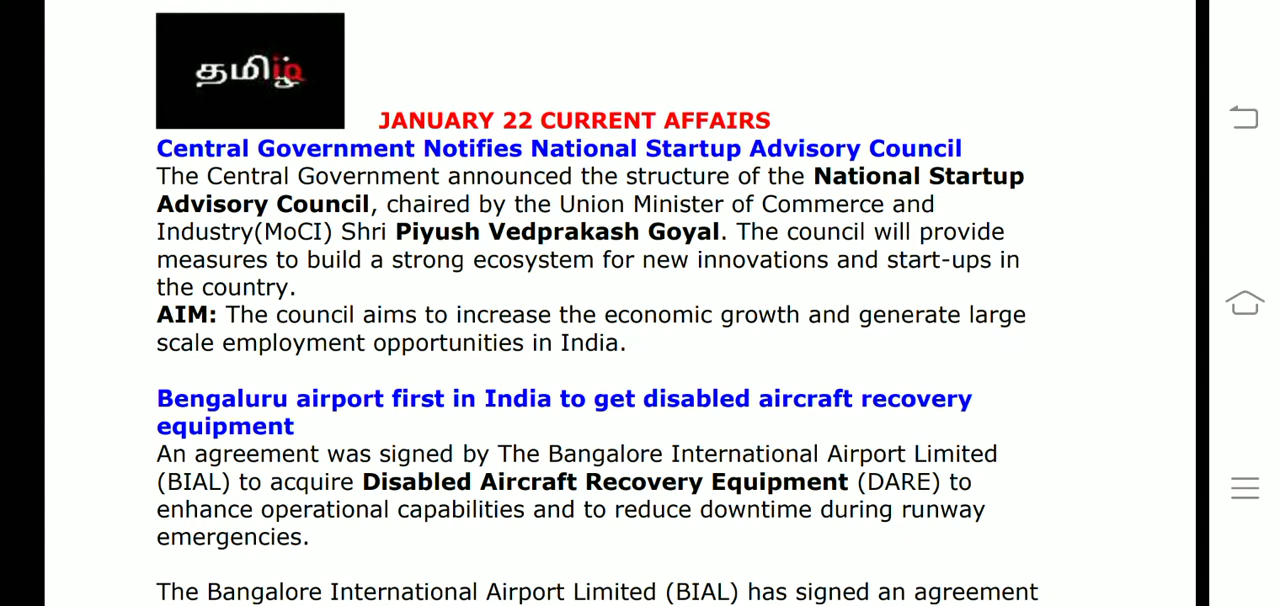 தமிழ்iq
JANUARY 22 CURRENT AFFAIRS
Central Government Notifies National Startup Advisory Council
The Central Government announced the structure of the National Startup
Advisory Council, chaired by the Union Minister of Commerce and
Industry(MoCI) Shri Piyush Vedprakash Goyal. The council will provide
measures to build a strong ecosystem for new innovations and start-ups in
the country.
AIM: The council aims to increase the economic growth and generate large
scale employment opportunities in India.
Bengaluru airport first in India to get disabled aircraft recovery
equipment
An agreement was signed by The Bangalore International Airport Limited
(BIAL) to acquire Disabled Aircraft Recovery Equipment (DARE) to
enhance operational capabilities and to reduce downtime during runway
emergencies.
The Bangalore International Airport Limited (BIAL) has signed an agreement